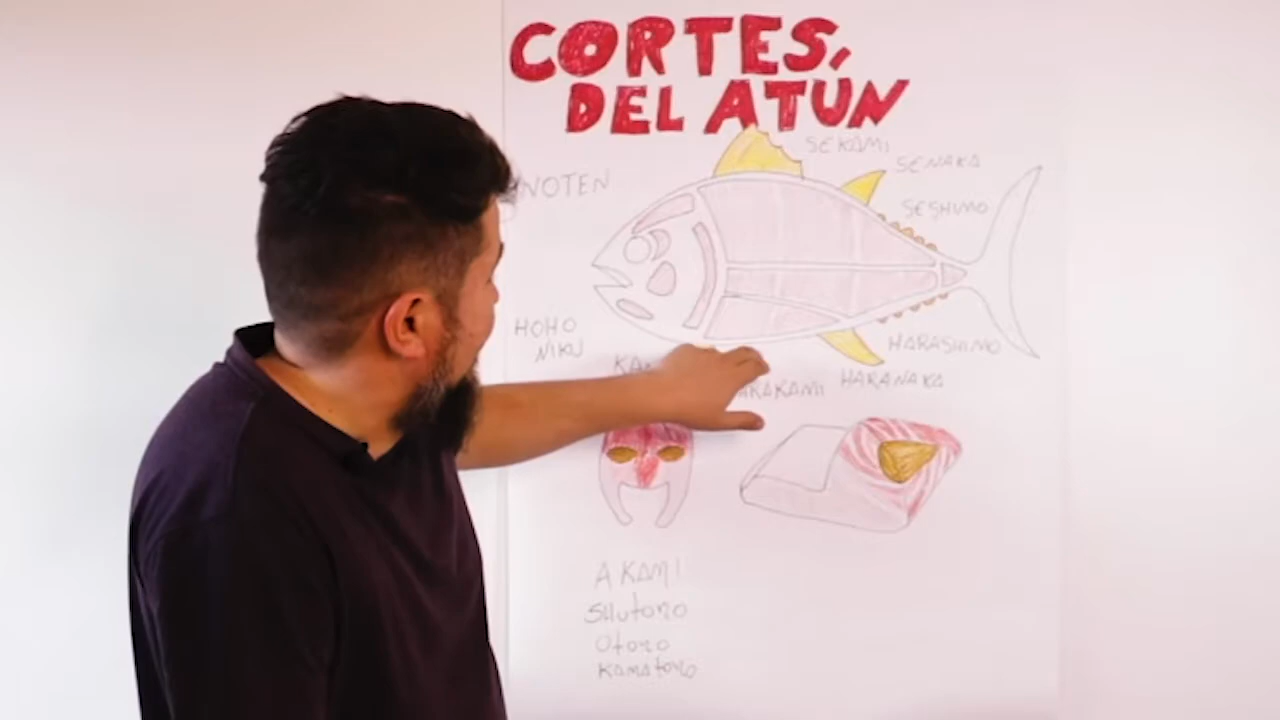 CORTES,
DEL ATÚN
SEKAMI
SENAKA
NOTEN
SESHIMO
HOHO
NIKU
HARASHIMO
HARANAKA
AKAMI
SHUTORO
OTORO
KAMATORO